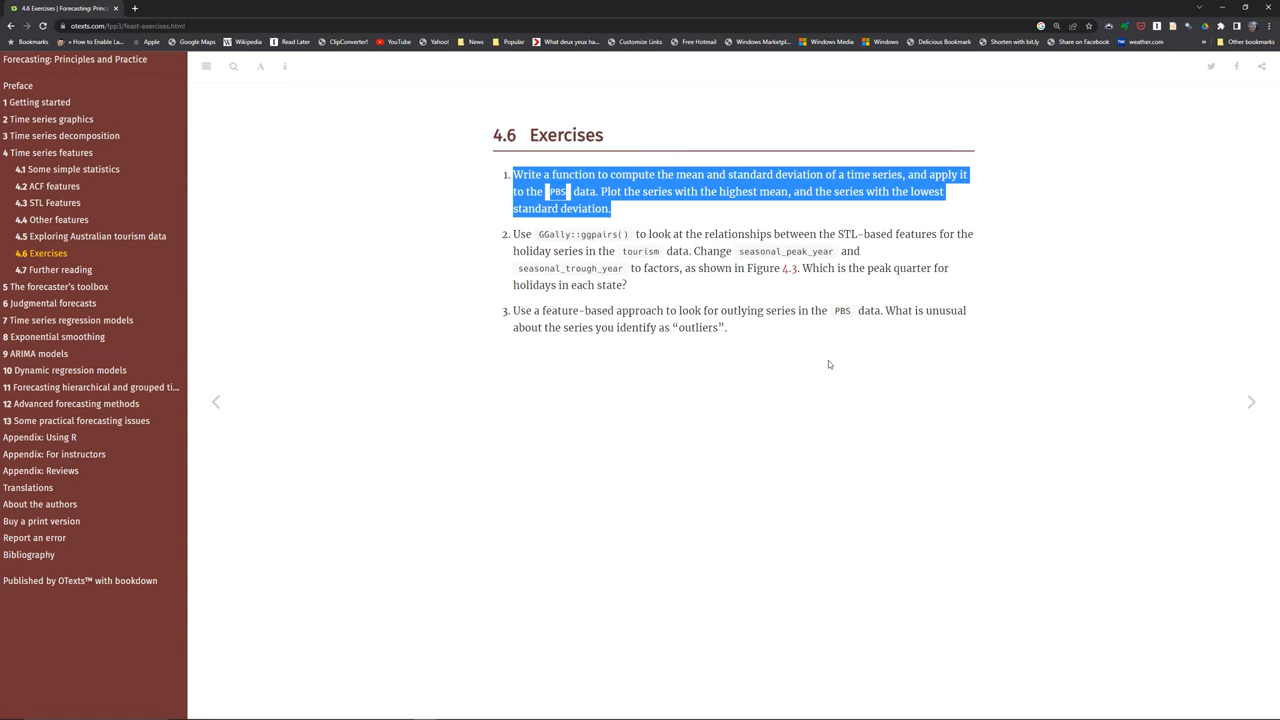 4.6 Exercises | Forecasting: Princ
otexts.com/fpp3/feast-exercises.html
Bookmarks
+ How to Enable La...
Apple
Google Maps
Wikipedia
Read Later
ClipConverter!
YouTube
Yahoo!
News
Popular
What deux yeux ha...
Customize Links
Free Hotmail
Windows Marketpl...
Windows Media
Windows
Delicious Bookmark
Shorten with bit.ly
Share on Facebook
weather.com
»
Other bookmarks
Forecasting: Principles and Practice
Preface
1 Getting started
2 Time series graphics
3 Time series decomposition
4 Time series features
4.1 Some simple statistics
4.2 ACF features
4.3 STL Features
4.4 Other features
4.5 Exploring Australian tourism data
4.6 Exercises
4.7 Further reading
5 The forecaster's toolbox
6 Judgmental forecasts
7 Time series regression models
8 Exponential smoothing
9 ARIMA models
10 Dynamic regression models
11 Forecasting hierarchical and grouped ti...
12 Advanced forecasting methods
13 Some practical forecasting issues
Appendix: Using R
Appendix: For instructors
Appendix: Reviews
Translations
About the authors
Buy a print version
Report an error
Bibliography
Published by OTexts™ with bookdown
4.6 Exercises
1. Write a function to compute the mean and standard deviation of a time series, and apply it
to the PBS data. Plot the series with the highest mean, and the series with the lowest
standard deviation.
2. Use GGally::ggpairs() to look at the relationships between the STL-based features for the
holiday series in the tourism data. Change seasonal_peak_year and
seasonal_trough_year to factors, as shown in Figure 4.3. Which is the peak quarter for
holidays in each state?
3. Use a feature-based approach to look for outlying series in the PBS data. What is unusual
about the series you identify as “outliers”.